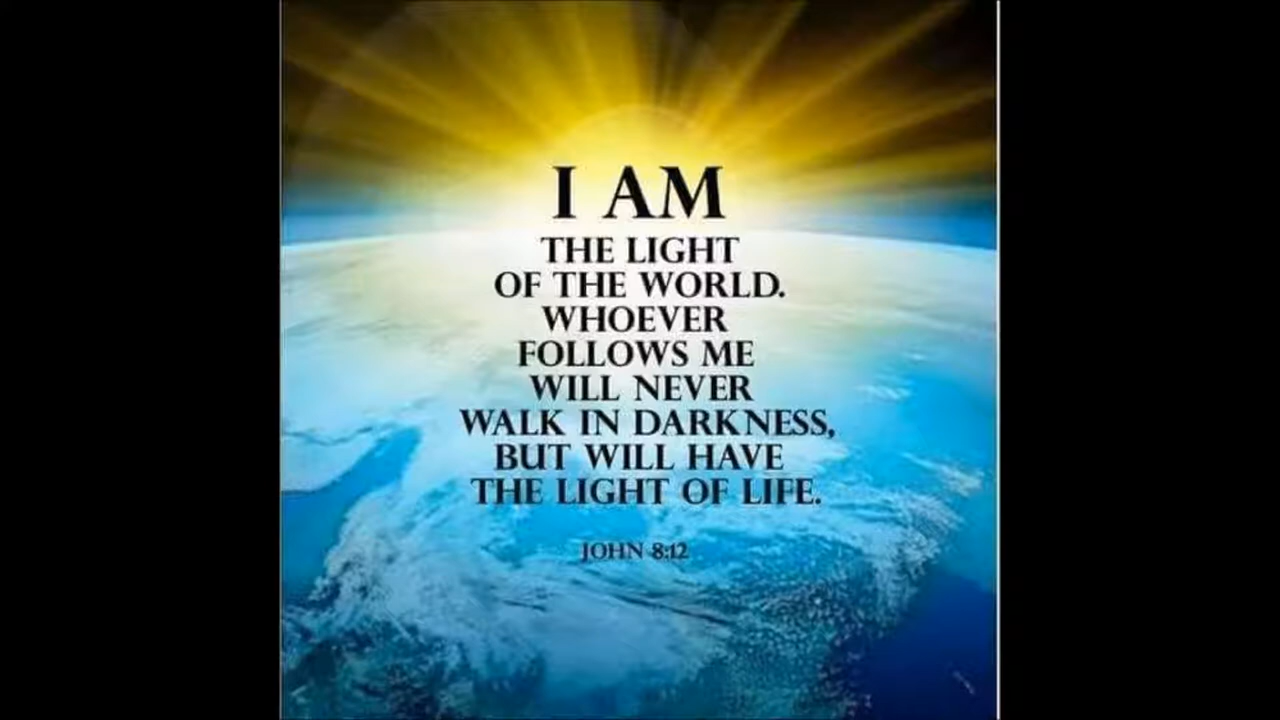 I AM
THE LIGHT
OF THE WORLD.
WHOEVER
FOLLOWS ME
WILL NEVER
WALK IN DARKNESS,
BUT WILL HAVE
THE LIGHT OF LIFE.
JOHN 8:12